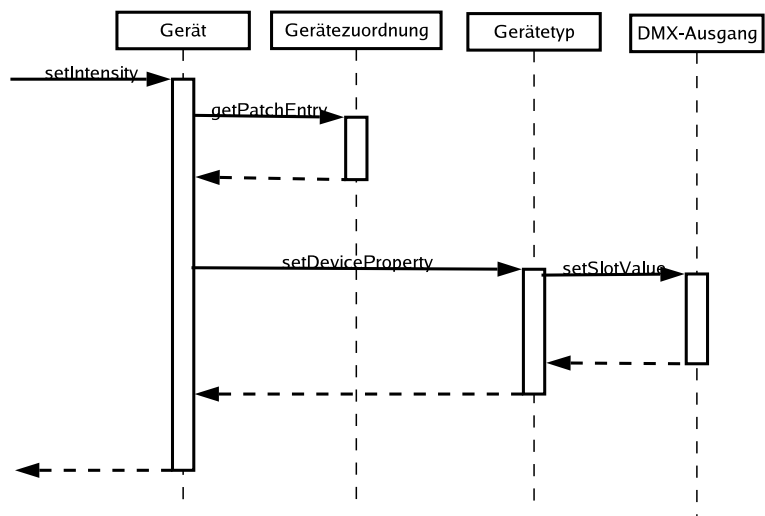 Gerät
Gerätezuordnung
Gerätetyp
DMX-Ausgang
setIntensity
getPatchEntry
setDeviceProperty
setSlotValue